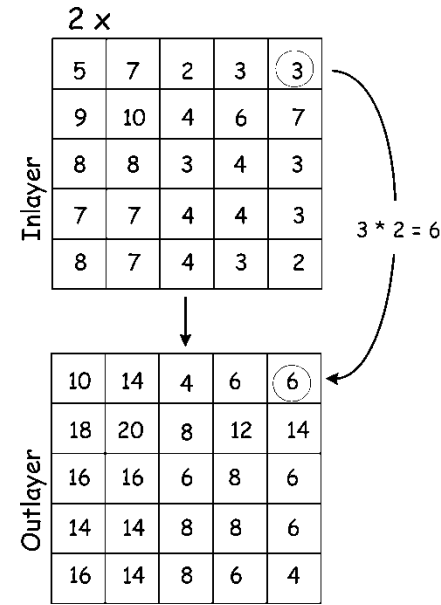 2 x
Inlayer
5 7 2 3 3
9 10 4 6 7
8 8 3 4 3
7 7 4 4 3
8 7 4 3 2
3 * 2 = 6
Outlayer
10 14 4 6 6
18 20 8 12 14
16 16 6 8 6
14 14 8 8 6
16 14 8 6 4